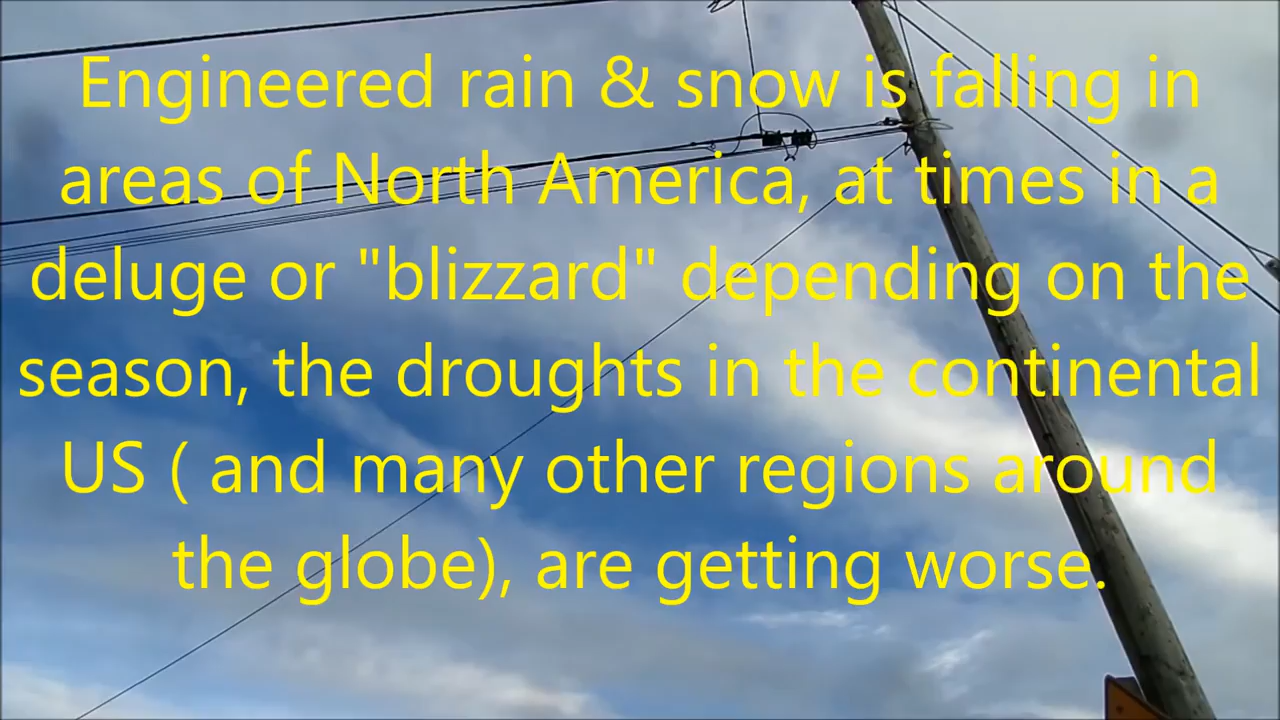 Engineered rain & snow is falling in
areas of North America, at times in a
deluge or "blizzard" depending on the
season, the droughts in the continental
US ( and many other regions around
the globe), are getting worse.